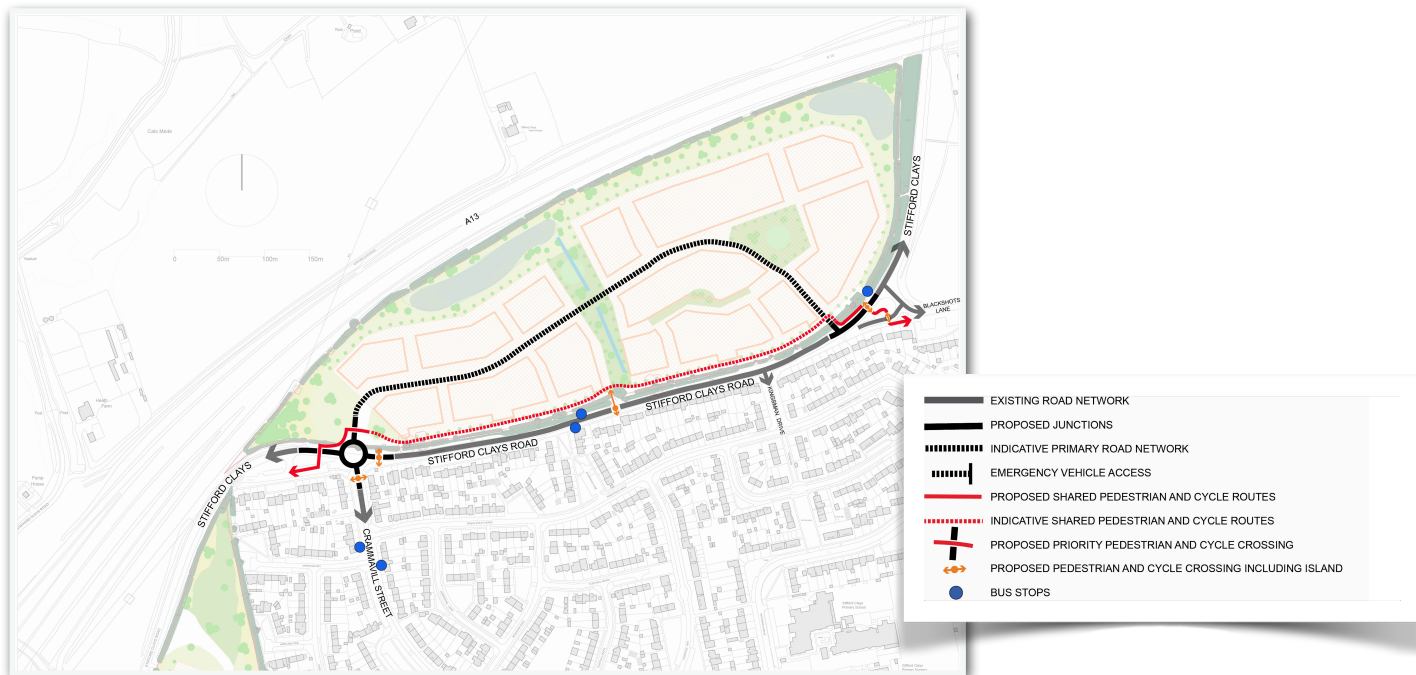 A13
0 50m 100m 150m
STIFFORD CLAYS
BLACKSHOTS
LANE
STIFFORD CLAYS ROAD
KINGSMAN DRIVE
STIFFORD CLAYS ROAD
STIFFORD CLAYS
CRAMMAVILL STREET
EXISTING ROAD NETWORK
PROPOSED JUNCTIONS
INDICATIVE PRIMARY ROAD NETWORK
EMERGENCY VEHICLE ACCESS
PROPOSED SHARED PEDESTRIAN AND CYCLE ROUTES
INDICATIVE SHARED PEDESTRIAN AND CYCLE ROUTES
PROPOSED PRIORITY PEDESTRIAN AND CYCLE CROSSING
PROPOSED PEDESTRIAN AND CYCLE CROSSING INCLUDING ISLAND
BUS STOPS